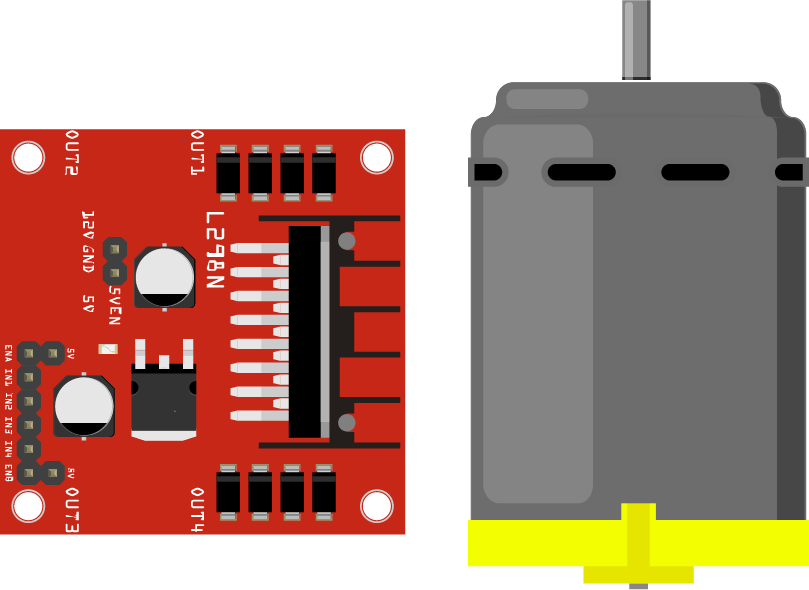 OUT2
OUT1
12V
GND
5V
5VEN
L298N
ENA
5V
IN1
IN2
IN3
IN4
ENB
5V
OUT3
OUT4